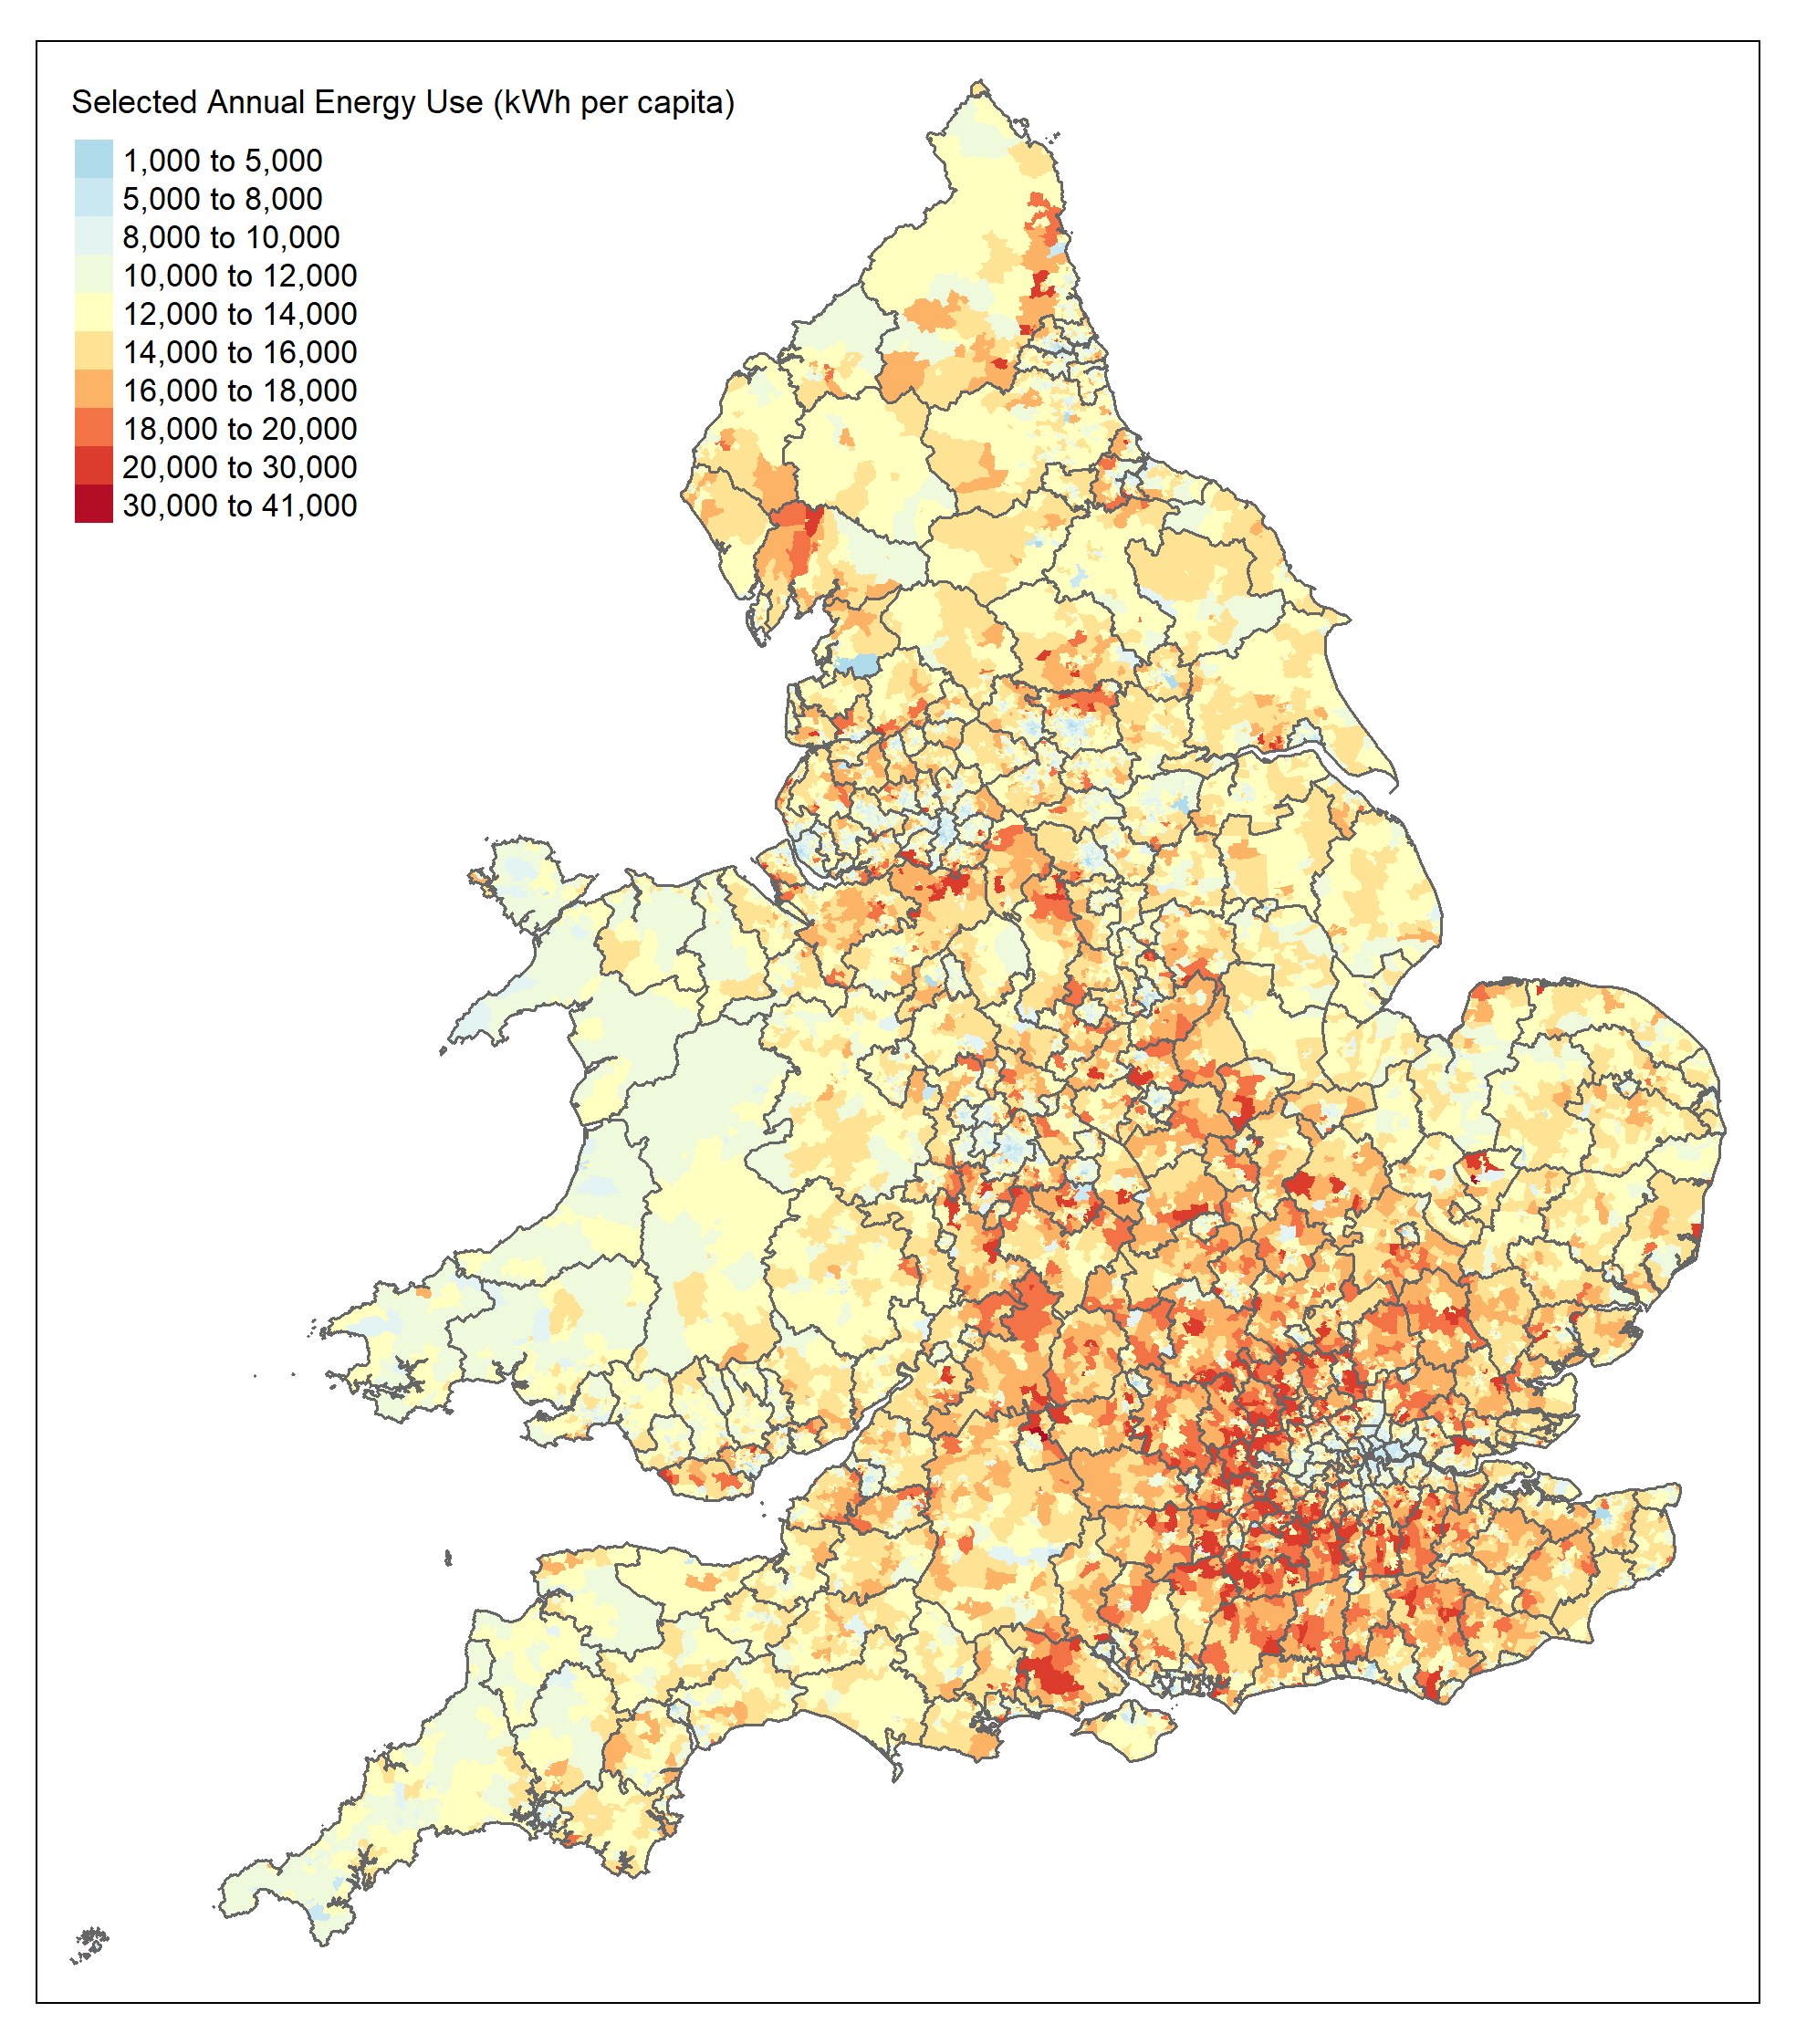 Selected Annual Energy Use (kWh per capita)
1,000 to 5,000
5,000 to 8,000
8,000 to 10,000
10,000 to 12,000
12,000 to 14,000
14,000 to 16,000
16,000 to 18,000
18,000 to 20,000
20,000 to 30,000
30,000 to 41,000